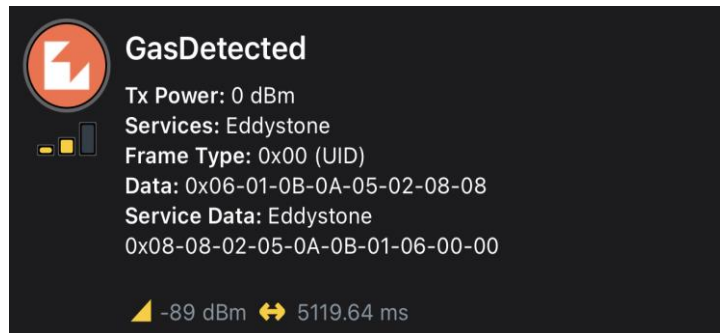 GasDetected
Tx Power: 0 dBm
Services: Eddystone
Frame Type: 0x00 (UID)
Data: 0x06-01-0B-0A-05-02-08-08
Service Data: Eddystone
0x08-08-02-05-0A-0B-01-06-00-00
-89 dBm 5119.64 ms